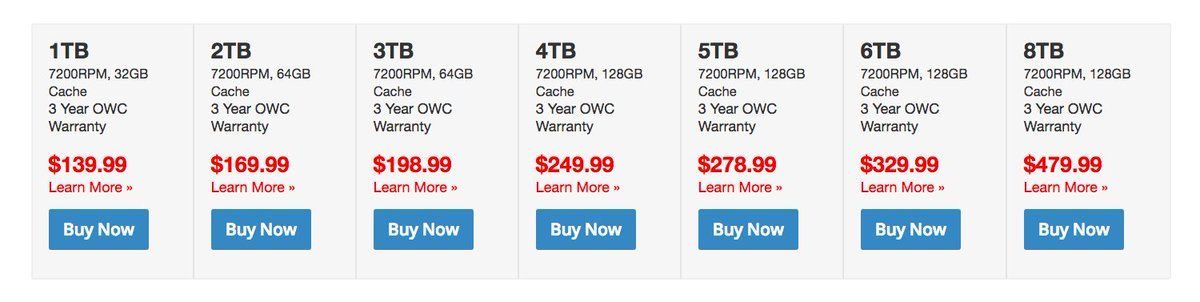 1TB
7200RPM, 32GB
Cache
3 Year OWC
Warranty
$139.99
Learn More »
Buy Now
2TB
7200RPM, 64GB
Cache
3 Year OWC
Warranty
$169.99
Learn More »
Buy Now
3TB
7200RPM, 64GB
Cache
3 Year OWC
Warranty
$198.99
Learn More »
Buy Now
4TB
7200RPM, 128GB
Cache
3 Year OWC
Warranty
$249.99
Learn More »
Buy Now
5TB
7200RPM, 128GB
Cache
3 Year OWC
Warranty
$278.99
Learn More »
Buy Now
6TB
7200RPM, 128GB
Cache
3 Year OWC
Warranty
$329.99
Learn More »
Buy Now
8TB
7200RPM, 128GB
Cache
3 Year OWC
Warranty
$479.99
Learn More »
Buy Now